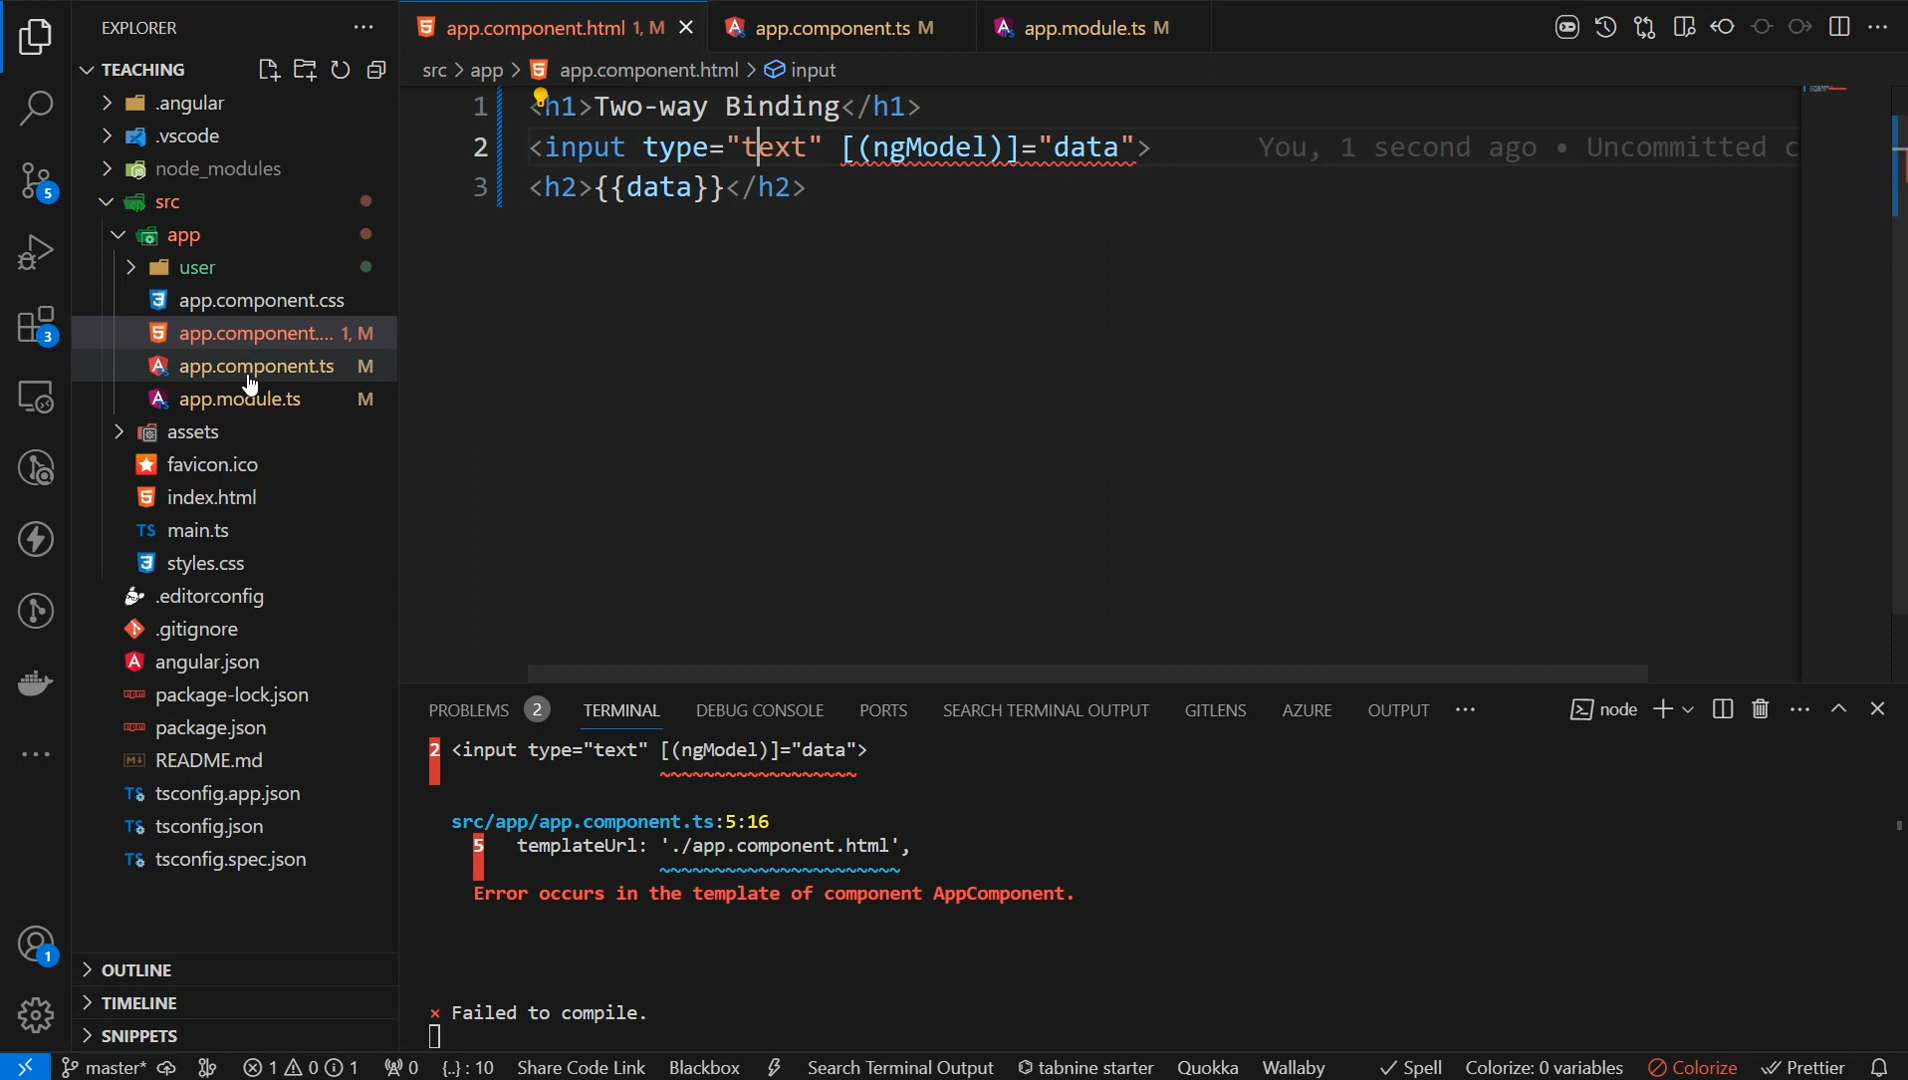 EXPLORER
TEACHING
.angular
.vscode
node_modules
src
app
user
app.component.css
app.component.... 1, M
app.component.ts M
app.module.ts M
assets
favicon.ico
index.html
TS main.ts
styles.css
.editorconfig
.gitignore
angular.json
package-lock.json
package.json
README.md
tsconfig.app.json
tsconfig.json
tsconfig.spec.json
OUTLINE
TIMELINE
SNIPPETS
5
3
1
app.component.html 1, M
app.component.ts M
app.module.ts M
src > app > app.component.html > input
1 <h1>Two-way Binding</h1>
2 <input type="text" [(ngModel)]="data"> You, 1 second ago • Uncommitted c
3 <h2>{{data}}</h2>
PROBLEMS 2 TERMINAL DEBUG CONSOLE PORTS SEARCH TERMINAL OUTPUT GITLENS AZURE OUTPUT ... node
2 <input type="text" [(ngModel)]="data">
~~~~~~~~~~~~~~~~~~
src/app/app.component.ts:5:16
5 templateUrl: './app.component.html',
~~~~~~~~~~~~~~~~~~~~~~
Error occurs in the template of component AppComponent.
× Failed to compile.
master* 1 0 1 0 {..} : 10 Share Code Link Blackbox Search Terminal Output tabnine starter Quokka Wallaby Spell Colorize: 0 variables Colorize Prettier